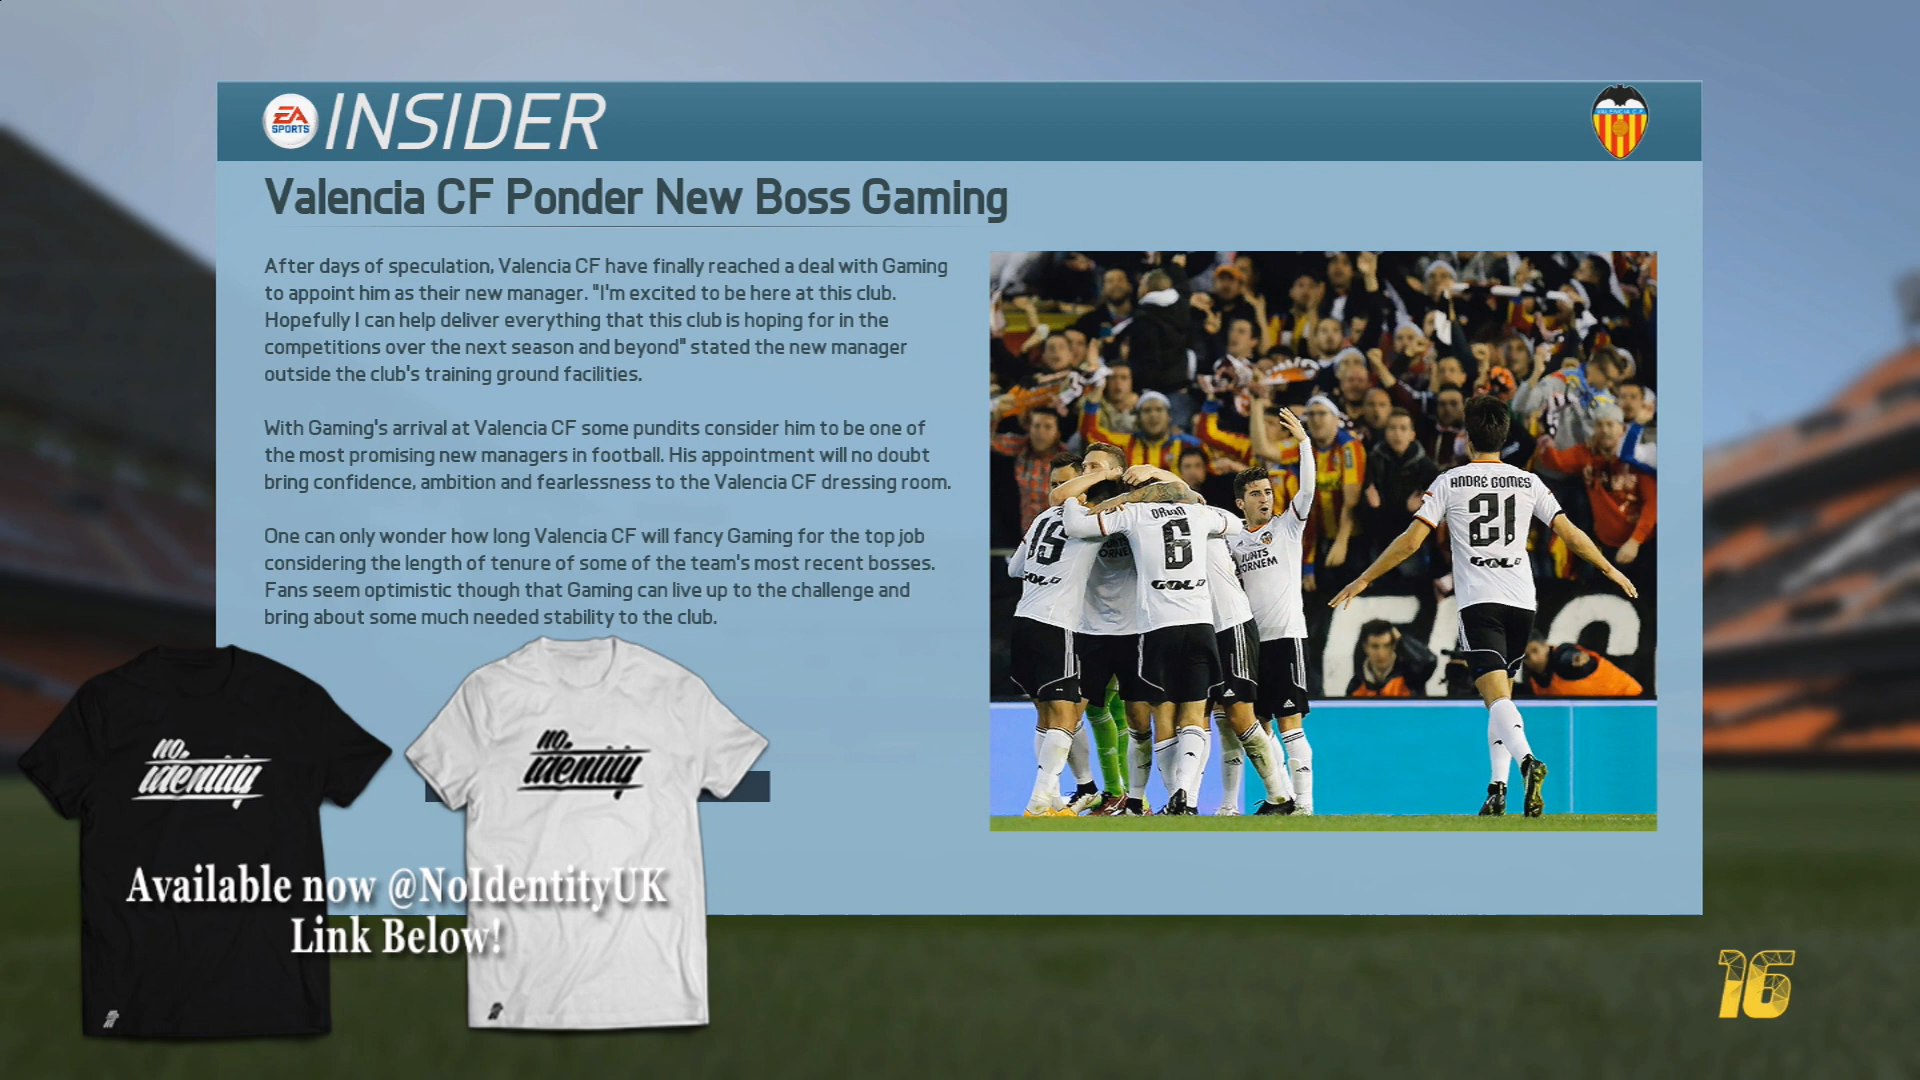 EA
SPORTS
INSIDER
VALENCIA C.F.
Valencia CF Ponder New Boss Gaming
After days of speculation, Valencia CF have finally reached a deal with Gaming
to appoint him as their new manager. "I'm excited to be here at this club.
Hopefully I can help deliver everything that this club is hoping for in the
competitions over the next season and beyond" stated the new manager
outside the club's training ground facilities.
With Gaming's arrival at Valencia CF some pundits consider him to be one of
the most promising new managers in football. His appointment will no doubt
bring confidence, ambition and fearlessness to the Valencia CF dressing room.
One can only wonder how long Valencia CF will fancy Gaming for the top job
considering the length of tenure of some of the team's most recent bosses.
Fans seem optimistic though that Gaming can live up to the challenge and
bring about some much needed stability to the club.
15
GOL
ORBAN
6
GOL
JUNTS
TORNEM
ANDRÉ GOMES
21
GOL
no.
identity
no.
identity
Available now @NoIdentityUK
Link Below!
16